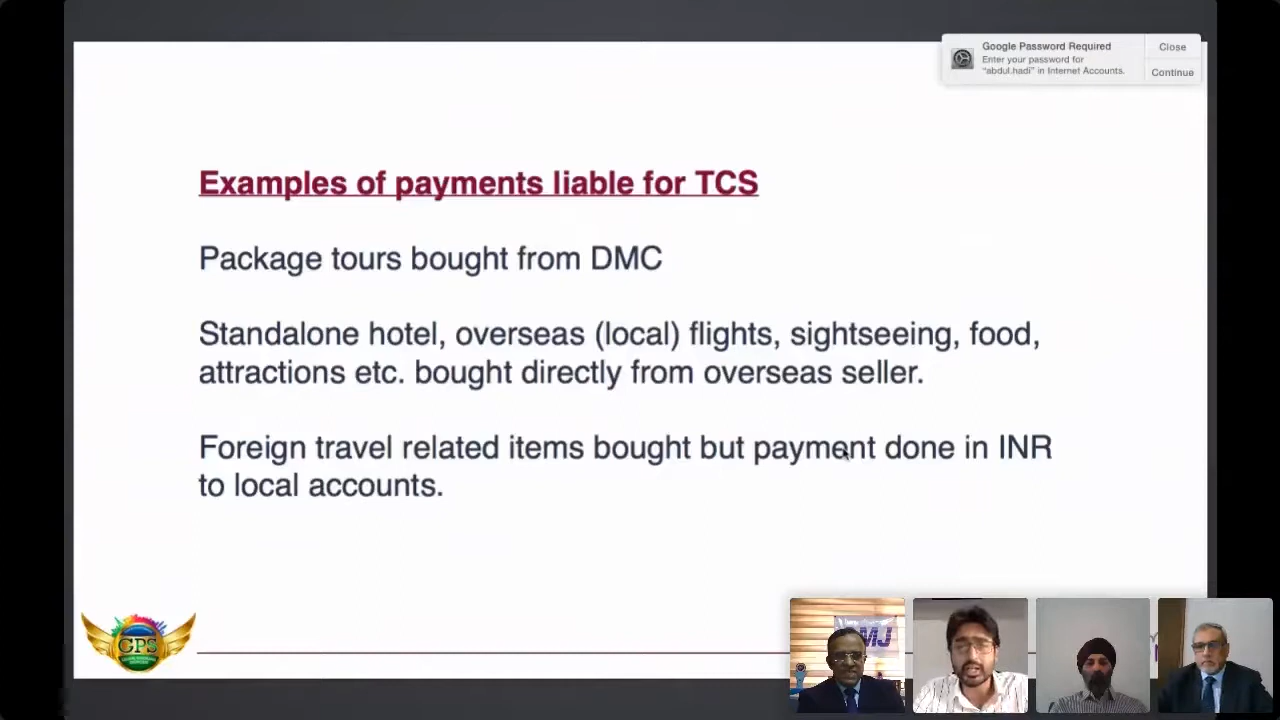 Google Password Required
Close
Enter your password for
“abdul.hadi” in Internet Accounts.
Continue
Examples of payments liable for TCS
Package tours bought from DMC
Standalone hotel, overseas (local) flights, sightseeing, food,
attractions etc. bought directly from overseas seller.
Foreign travel related items bought but payment done in INR
to local accounts.
GPS
MJ